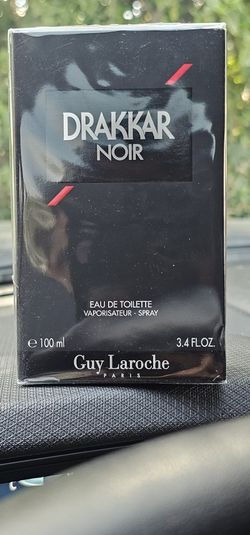 DRAKKAR
NOIR
EAU DE TOILETTE
VAPORISATEUR - SPRAY
℮ 100 ml 3.4 FL.OZ.
Guy Laroche
PARIS